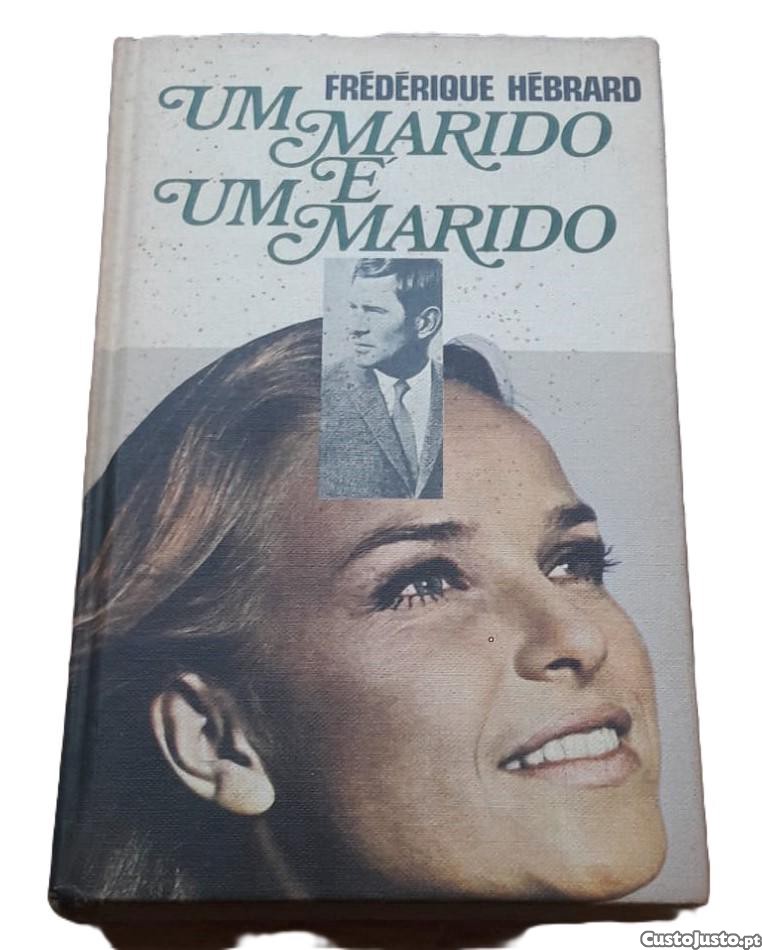 FRÉDÉRIQUE HÉBRARD
UM MARIDO
É
UM MARIDO
CustoJusto.pt